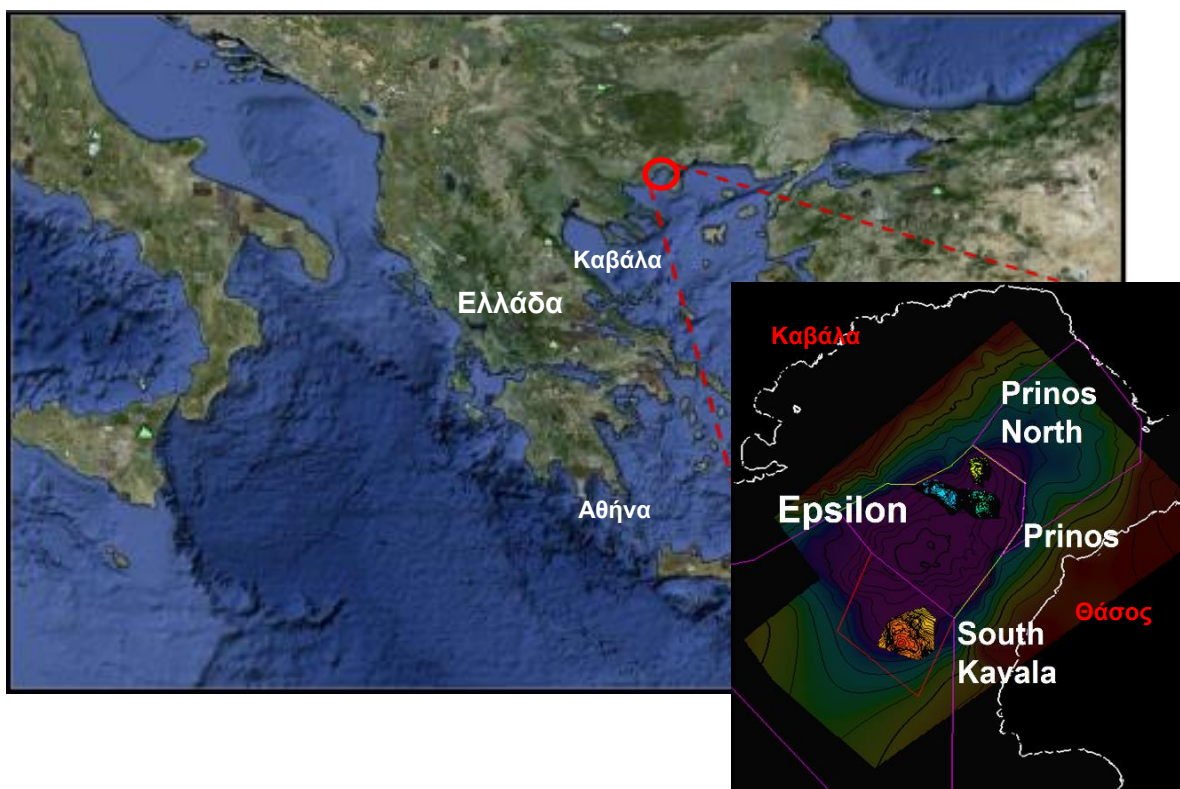 Καβάλα
Ελλάδα
Αθήνα
Καβάλα
Prinos
North
Epsilon
Prinos
Θάσος
South
Kavala